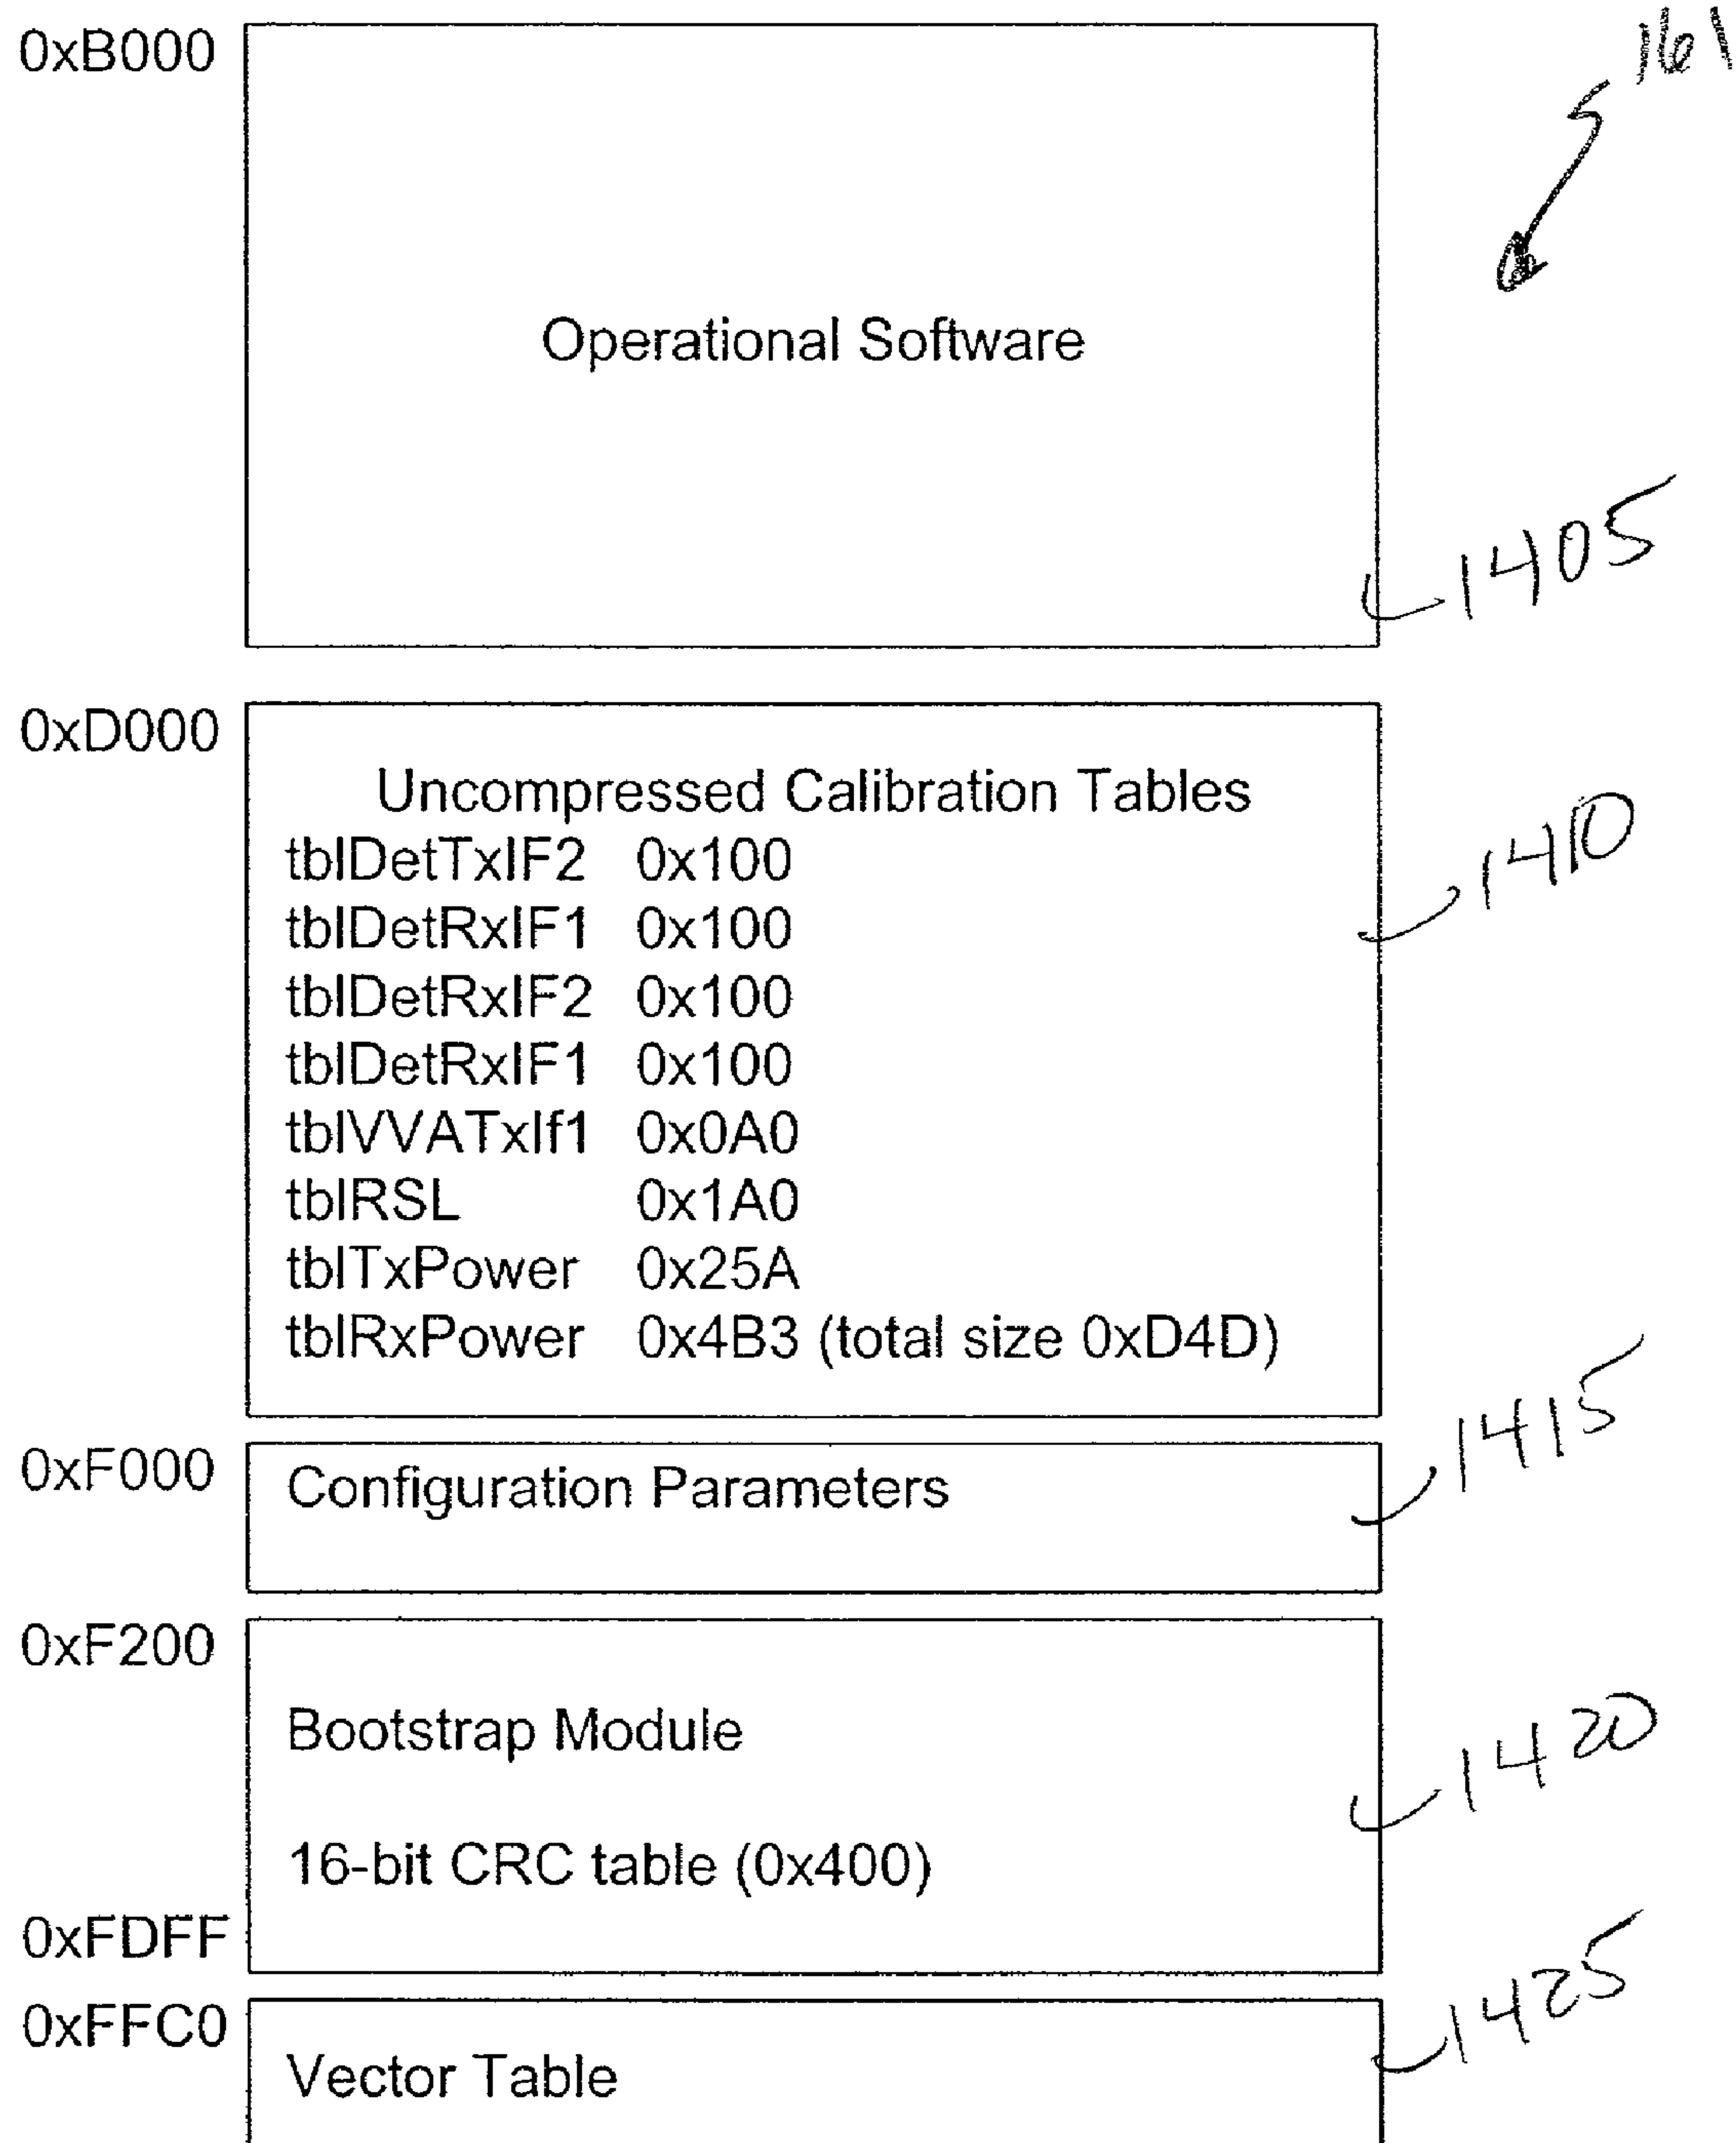 0xB000
161
Operational Software
1405
0xD000
Uncompressed Calibration Tables
tblDetTxIF2 0x100
1410
tblDetRxIF1 0x100
tblDetRxIF2 0x100
tblDetRxIF1 0x100
tblVVATxIf1 0x0A0
tblRSL 0x1A0
tblTxPower 0x25A
tblRxPower 0x4B3 (total size 0xD4D)
1415
0xF000
Configuration Parameters
0xF200
Bootstrap Module
1420
16-bit CRC table (0x400)
0xFDFF
1425
0xFFC0
Vector Table